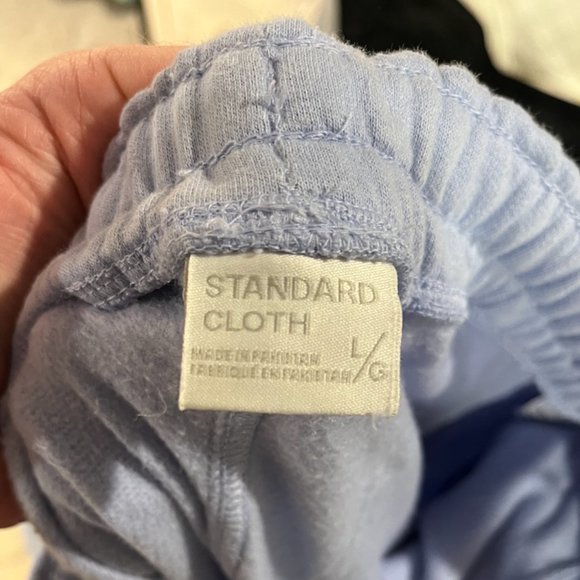 STANDARD
CLOTH
MADE IN PAKISTAN
FABRIQUÉ EN PAKISTAN
L/G